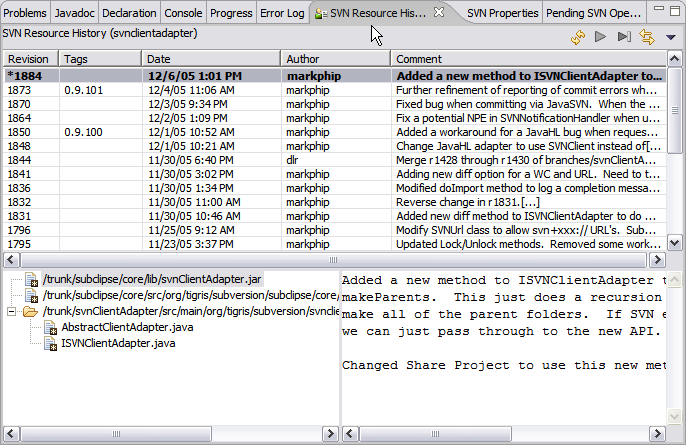 Problems Javadoc Declaration Console Progress Error Log SVN Resource His... SVN Properties Pending SVN Ope...
SVN Resource History (svnclientadapter)
Revision Tags Date Author Comment
*1884 12/6/05 1:01 PM markphip Added a new method to ISVNClientAdapter to...
1873 0.9.101 12/4/05 11:06 AM markphip Further refinement of reporting of commit errors wh...
1870 12/3/05 9:34 PM markphip Fixed bug when committing via JavaSVN. When the ...
1864 12/2/05 1:09 PM markphip Fix a potential NPE in SVNNotificationHandler when u...
1850 0.9.100 12/1/05 10:52 AM markphip Added a workaround for a JavaHL bug when reques...
1848 12/1/05 10:21 AM markphip Change JavaHL adapter to use SVNClient instead of[...
1844 11/30/05 6:40 PM dlr Merge r1428 through r1430 of branches/svnClientA...
1841 11/30/05 3:02 PM markphip Adding new diff option for a WC and URL. Need to t...
1836 11/30/05 1:34 PM markphip Modified doImport method to log a completion messa...
1832 11/30/05 11:00 AM markphip Reverse change in r1831.[...]
1831 11/30/05 10:46 AM markphip Added new diff method to ISVNClientAdapter to do ...
1796 11/25/05 9:12 AM markphip Modify SVNUrl class to allow svn+xxx:// URL's. Sub...
1795 11/23/05 3:37 PM markphip Updated Lock/Unlock methods. Removed some work...
/trunk/subclipse/core/lib/svnClientAdapter.jar
/trunk/subclipse/core/src/org/tigris/subversion/subclipse/core/
/trunk/svnClientAdapter/src/main/org/tigris/subversion/svnclie
AbstractClientAdapter.java
ISVNClientAdapter.java
Added a new method to ISVNClientAdapter t
makeParents. This just does a recursion
make all of the parent folders. If SVN e
we can just pass through to the new API.
Changed Share Project to use this new met